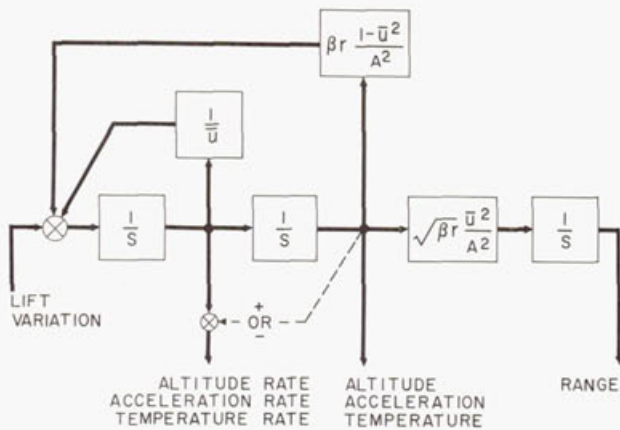 βr (1-ū²)/A²
1/ū
1/S
1/S
√βr ū²/A²
1/S
LIFT
VARIATION
+
OR
-
ALTITUDE RATE
ACCELERATION RATE
TEMPERATURE RATE
ALTITUDE
ACCELERATION
TEMPERATURE
RANGE